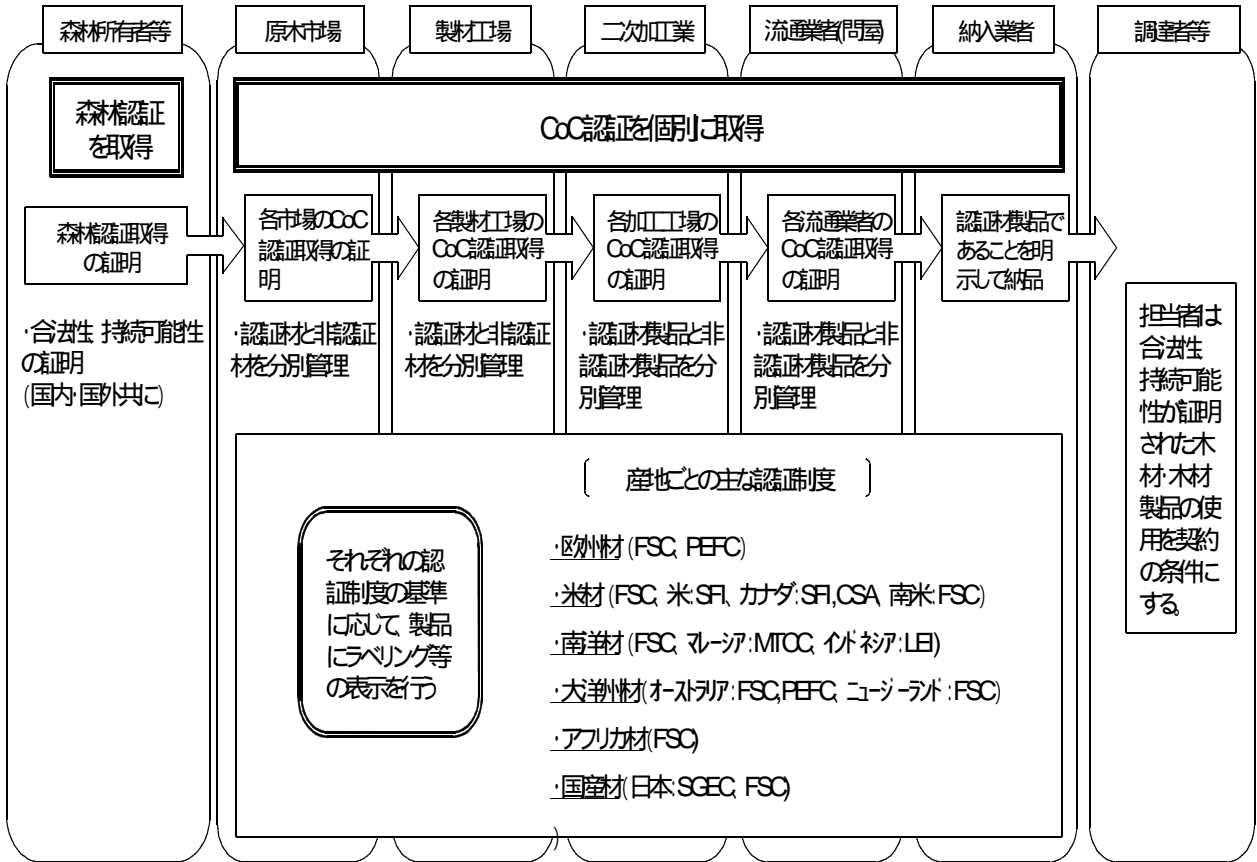 森林所有者等
原木市場
製材工場
二次加工業
流通業者(問屋)
納入業者
調達者等
森林認証
を取得
CoC認証を個別に取得
森林認証取得
の証明
各市場のCoC
認証取得の証
明
各製材工場の
CoC認証取得
の証明
各加工工場の
CoC認証取得
の証明
各流通業者の
CoC認証取得
の証明
認証材製品で
あることを明
示して納品
・合法性、持続可能性
の証明
(国内・国外共に)
・認証材と非認証
材を分別管理
・認証材と非認証
材を分別管理
・認証材製品と非
認証材製品を分
別管理
・認証材製品と非
認証材製品を分
別管理
担当者は
合法性、
持続可能
性が証明
された木
材・木材
製品の使
用を契約
の条件に
する。
それぞれの認
証制度の基準
に応じて、製品
にラベリング等
の表示を行う
〔 産地ごとの主な認証制度 〕
・欧州材(FSC、PEFC)
・米材(FSC、米:SFI、カナダ:SFI,CSA、南米:FSC)
・南洋材(FSC、マレーシア:MTCC、インドネシア:LEI)
・大洋州材(オーストラリア:FSC,PEFC、ニュージーランド:FSC)
・アフリカ材(FSC)
・国産材(日本:SGEC、FSC)
)